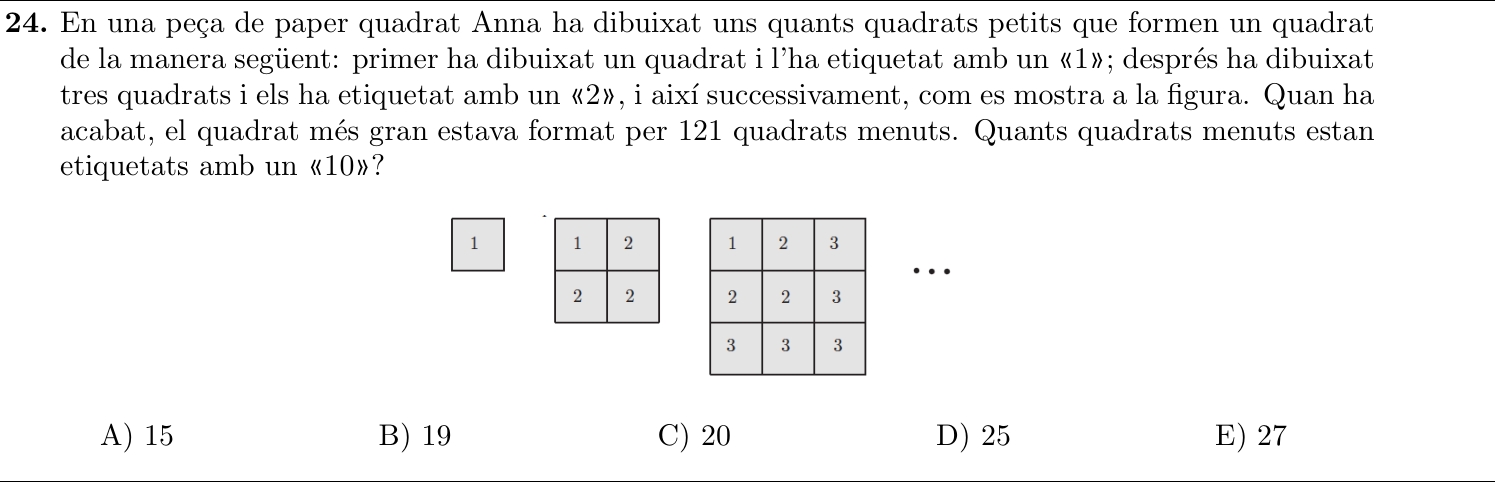 24. En una peça de paper quadrat Anna ha dibuixat uns quants quadrats petits que formen un quadrat
de la manera següent: primer ha dibuixat un quadrat i l'ha etiquetat amb un «1»; després ha dibuixat
tres quadrats i els ha etiquetat amb un «2», i així successivament, com es mostra a la figura. Quan ha
acabat, el quadrat més gran estava format per 121 quadrats menuts. Quants quadrats menuts estan
etiquetats amb un «10»?
1 1 2 1 2 3
2 2 2 2 3
3 3 3
...
A) 15 B) 19 C) 20 D) 25 E) 27